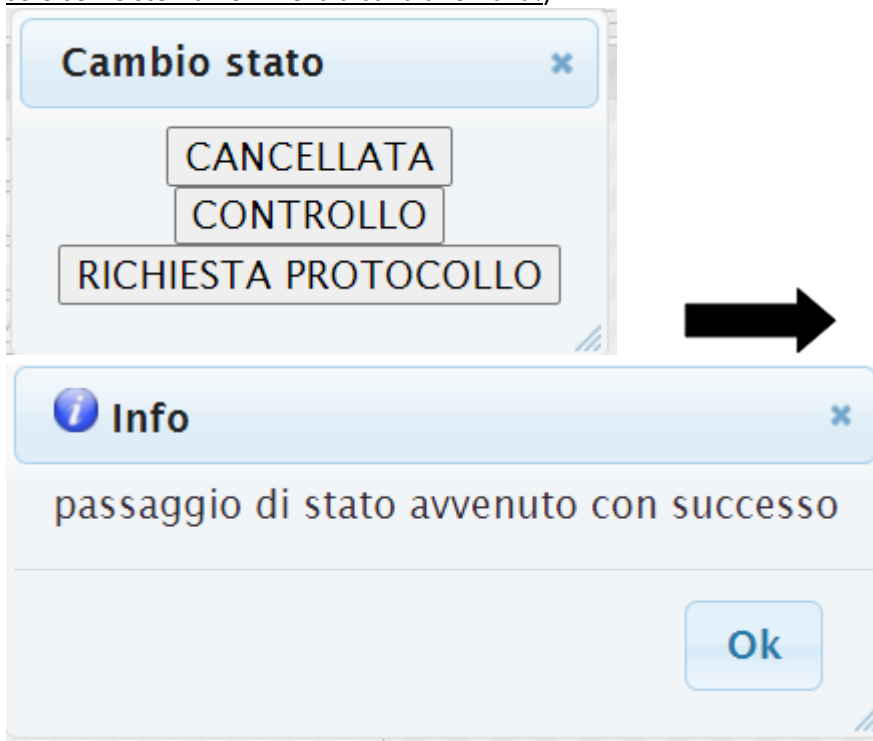 Cambio stato
CANCELLATA
CONTROLLO
RICHIESTA PROTOCOLLO
Info
passaggio di stato avvenuto con successo
Ok